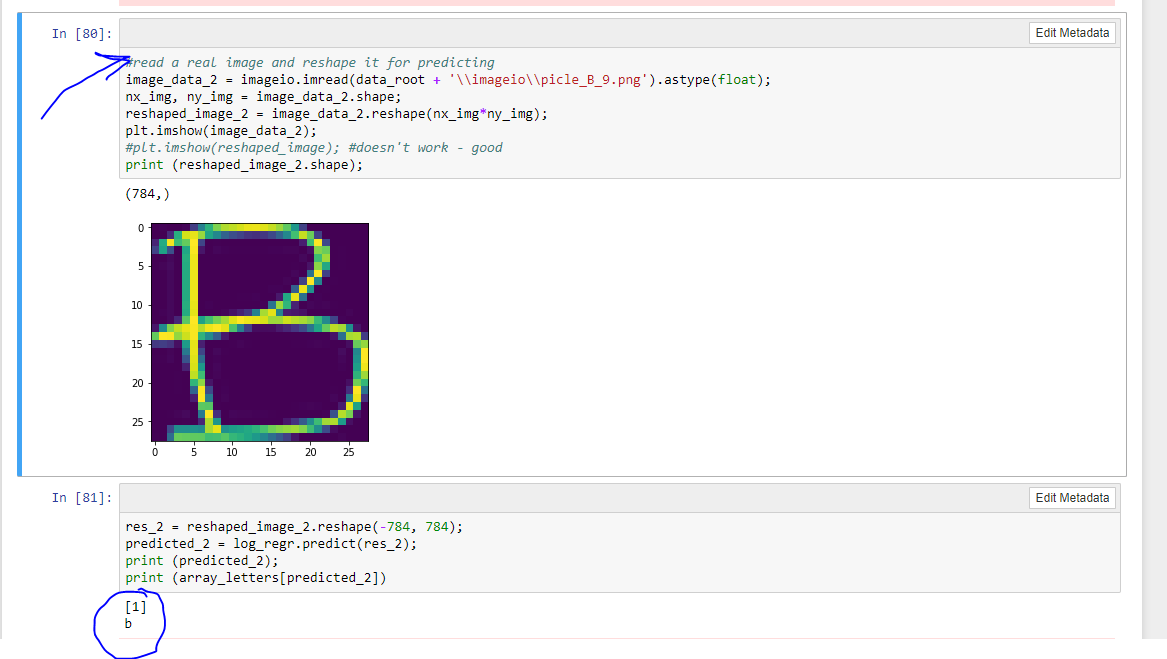 In [80]:
Edit Metadata
#read a real image and reshape it for predicting
image_data_2 = imageio.imread(data_root + '\\imageio\\picle_B_9.png').astype(float);
nx_img, ny_img = image_data_2.shape;
reshaped_image_2 = image_data_2.reshape(nx_img*ny_img);
plt.imshow(image_data_2);
#plt.imshow(reshaped_image); #doesn't work - good
print (reshaped_image_2.shape);
(784,)
0
5
10
15
20
25
0 5 10 15 20 25
B
In [81]:
Edit Metadata
res_2 = reshaped_image_2.reshape(-784, 784);
predicted_2 = log_regr.predict(res_2);
print (predicted_2);
print (array_letters[predicted_2])
[1]
b